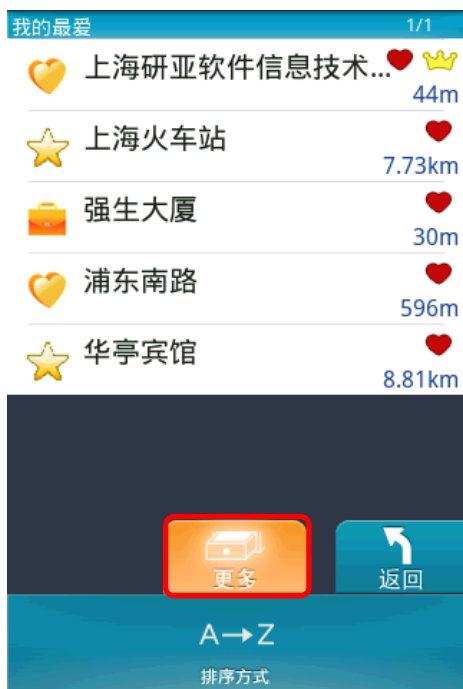 我的最爱 1/1
上海研亚软件信息技术...
44m
上海火车站
7.73km
强生大厦
30m
浦东南路
596m
华亭宾馆
8.81km
更多
返回
A→Z
排序方式